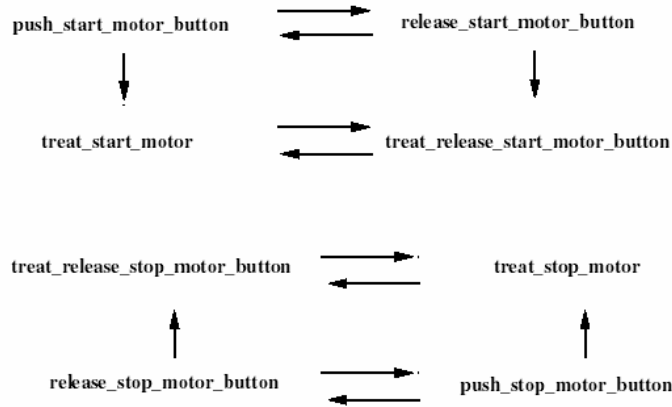 push_start_motor_button release_start_motor_button
treat_start_motor treat_release_start_motor_button
treat_release_stop_motor_button treat_stop_motor
release_stop_motor_button push_stop_motor_button